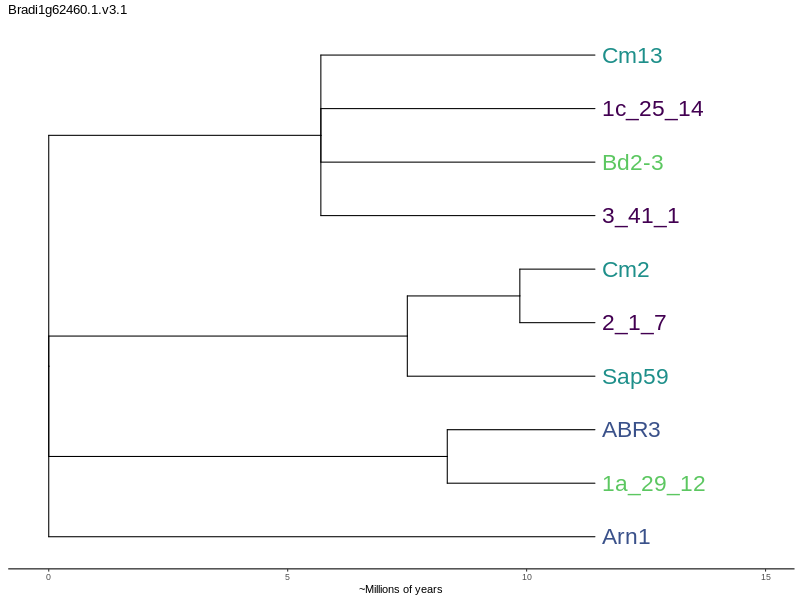 Bradi1g62460.1.v3.1
Cm13
1c_25_14
Bd2-3
3_41_1
Cm2
2_1_7
Sap59
ABR3
1a_29_12
Arn1
0 5 10 15
~Millions of years